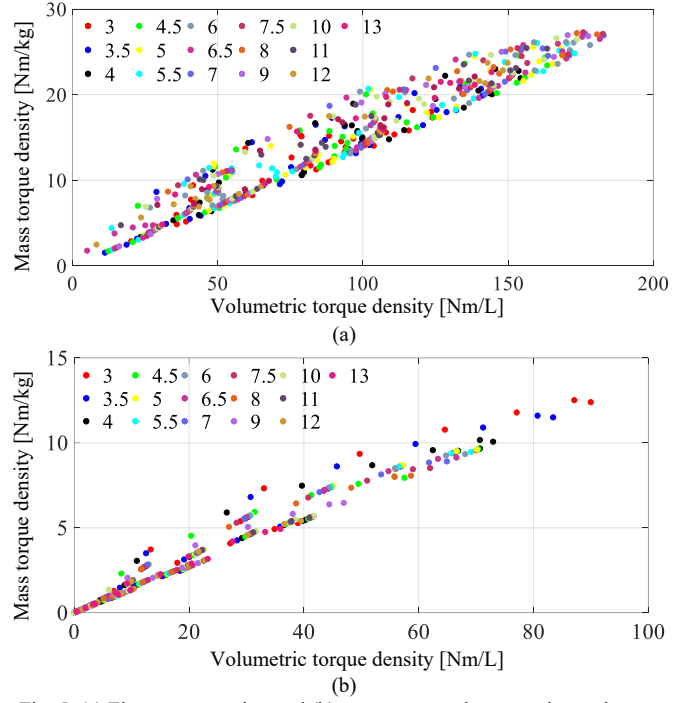 30
3 4.5 6 7.5 10 13
3.5 5 6.5 8 11
4 5.5 7 9 12
20
10
0
0 50 100 150 200
Mass torque density [Nm/kg]
Volumetric torque density [Nm/L]
(a)
15
3 4.5 6 7.5 10 13
3.5 5 6.5 8 11
4 5.5 7 9 12
10
5
0
0 20 40 60 80 100
Mass torque density [Nm/kg]
Volumetric torque density [Nm/L]
(b)